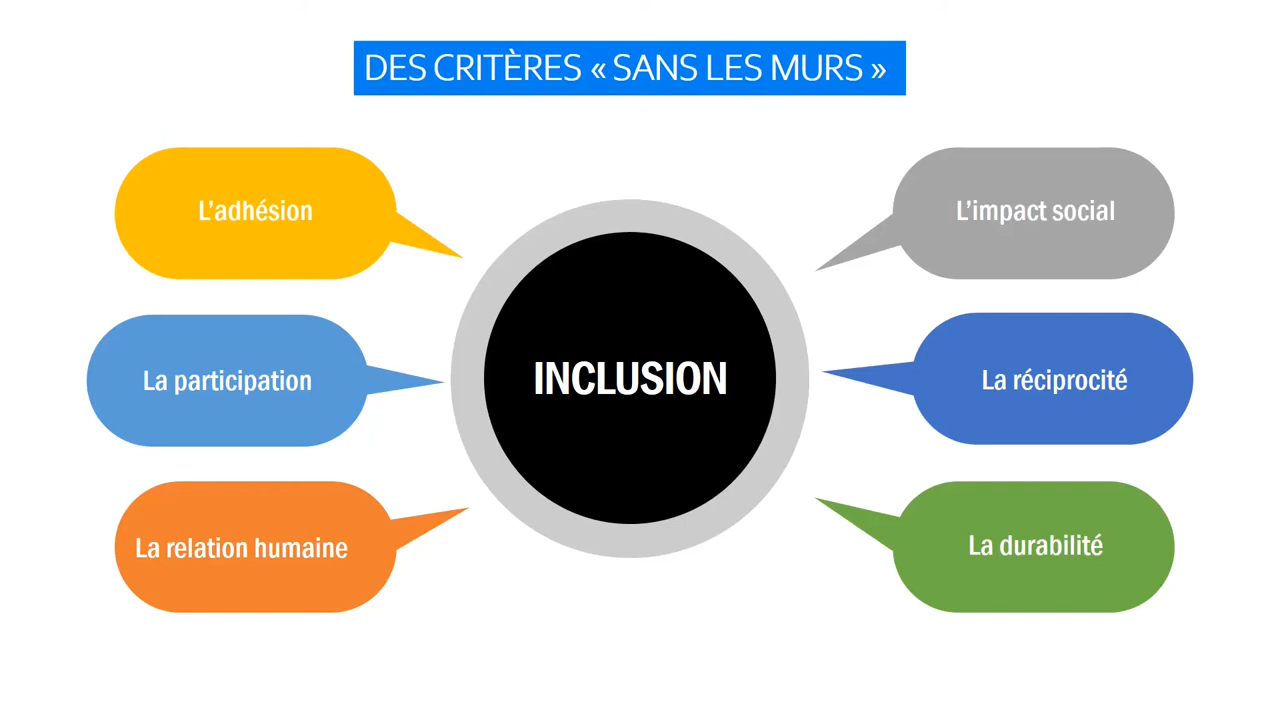 DES CRITÈRES « SANS LES MURS »
L'adhésion
La participation
La relation humaine
INCLUSION
L'impact social
La réciprocité
La durabilité